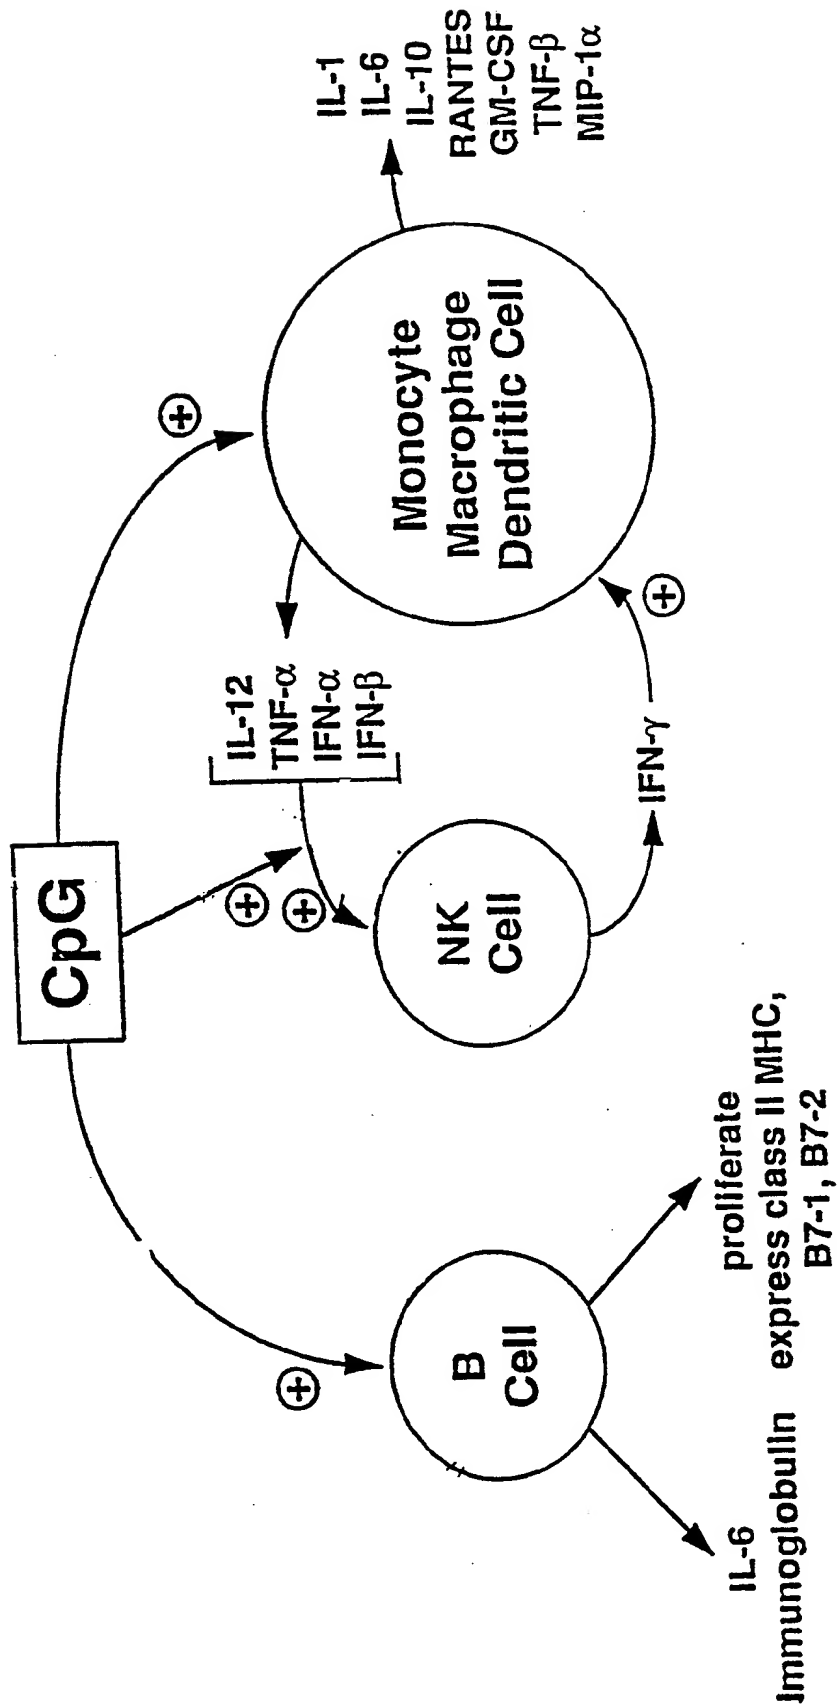 CpG
⊕
⊕
⊕
⊕
B
Cell
NK
Cell
Monocyte
Macrophage
Dendritic Cell
IL-12
TNF-α
IFN-α
IFN-β
IFN-γ
⊕
IL-1
IL-6
IL-10
RANTES
GM-CSF
TNF-β
MIP-1α
IL-6
Immunoglobulin
proliferate
express class II MHC,
B7-1, B7-2